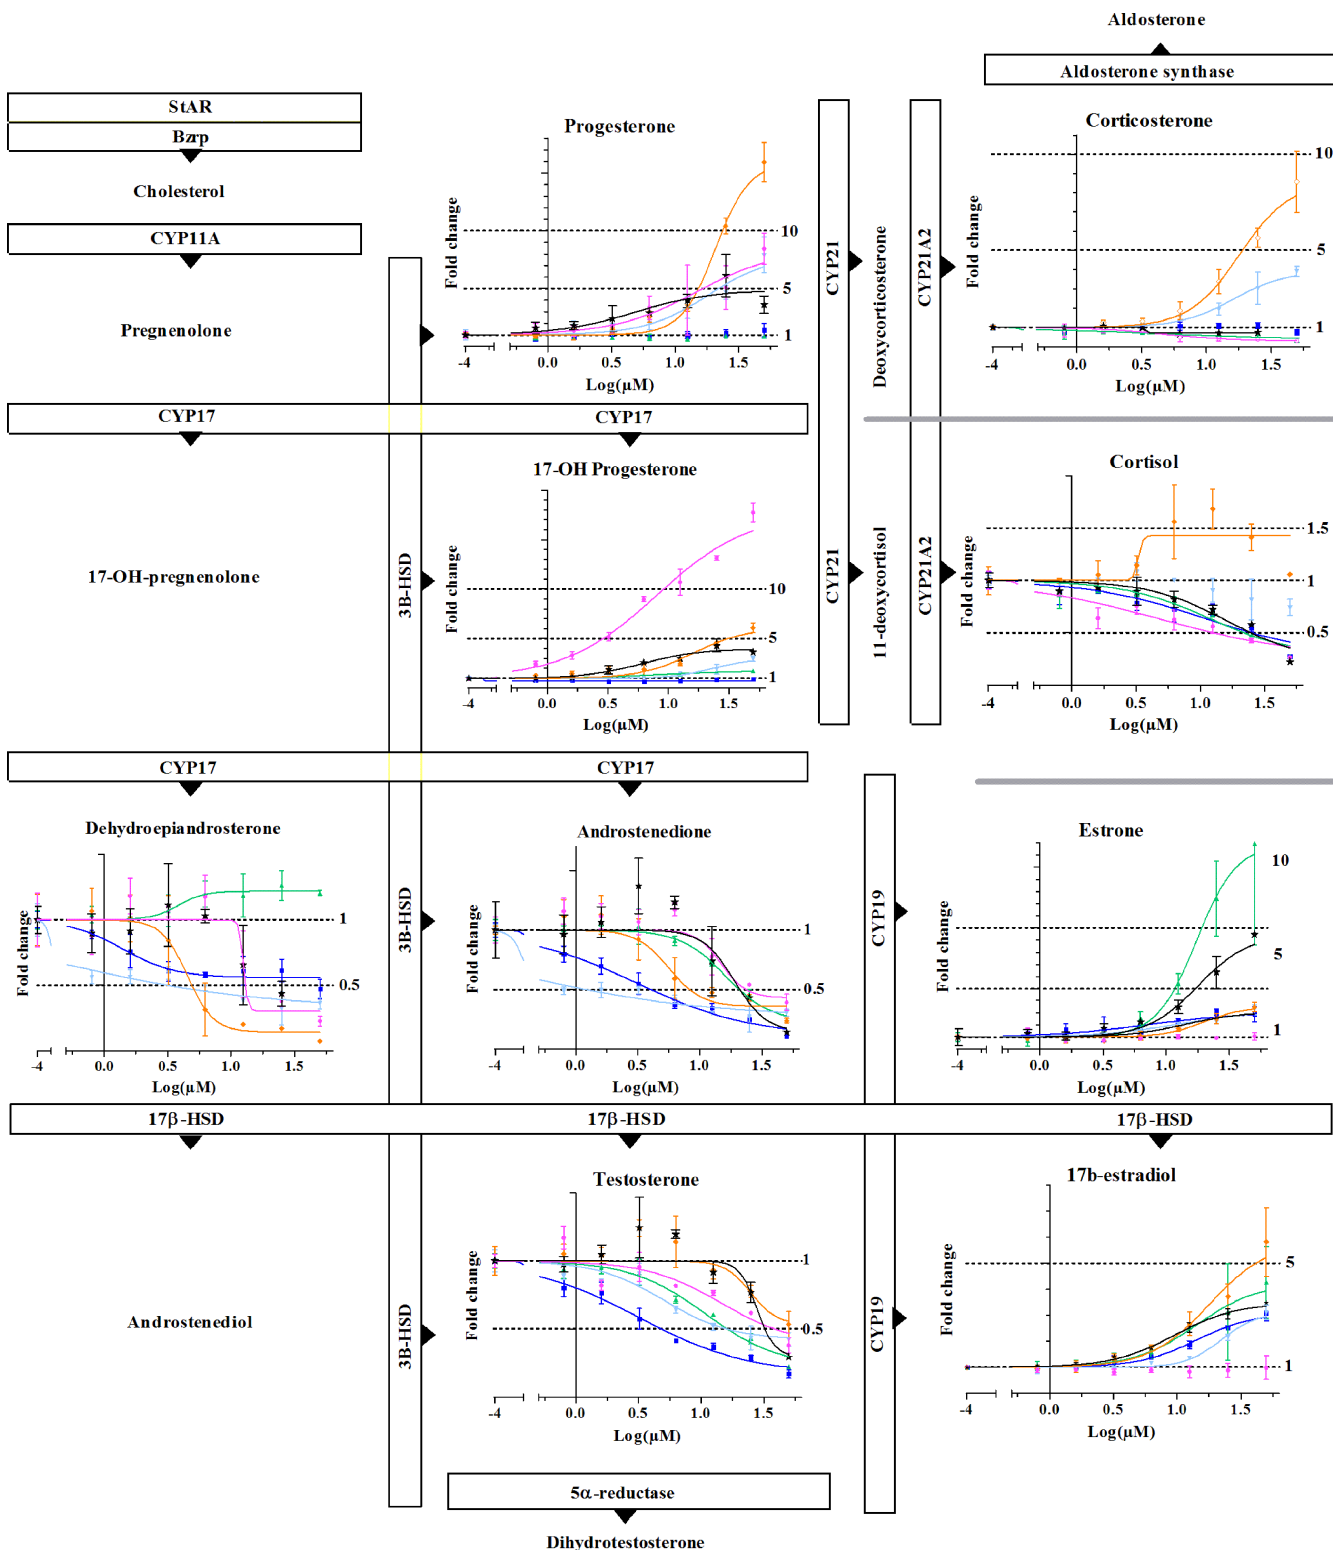 Aldosterone
Aldosterone synthase
StAR
Bzrp
Cholesterol
CYP11A
Pregnenolone
Progesterone
Fold change
10
5
1
-4
0.0
0.5
1.0
1.5
Log(µM)
CYP21
Deoxycorticosterone
CYP21A2
Corticosterone
Fold change
10
5
1
-4
0.0
0.5
1.0
1.5
Log(µM)
CYP17
CYP17
17-OH-pregnenolone
3B-HSD
17-OH Progesterone
Fold change
10
5
1
-4
0.0
0.5
1.0
1.5
Log(µM)
CYP21
11-deoxycortisol
CYP21A2
Cortisol
Fold change
1.5
1
0.5
-4
0.0
0.5
1.0
1.5
Log(µM)
CYP17
CYP17
Dehydroepiandrosterone
Fold change
1
0.5
-4
0.0
0.5
1.0
1.5
Log(µM)
3B-HSD
Androstenedione
Fold change
1
0.5
-4
0.0
0.5
1.0
1.5
Log(µM)
CYP19
Estrone
Fold change
10
5
1
-4
0.0
0.5
1.0
1.5
Log(µM)
17β-HSD
17β-HSD
17β-HSD
Androstenediol
3B-HSD
Testosterone
Fold change
1
0.5
-4
0.0
0.5
1.0
1.5
Log(µM)
CYP19
17b-estradiol
Fold change
5
1
-4
0.0
0.5
1.0
1.5
Log(µM)
5α-reductase
Dihydrotestosterone